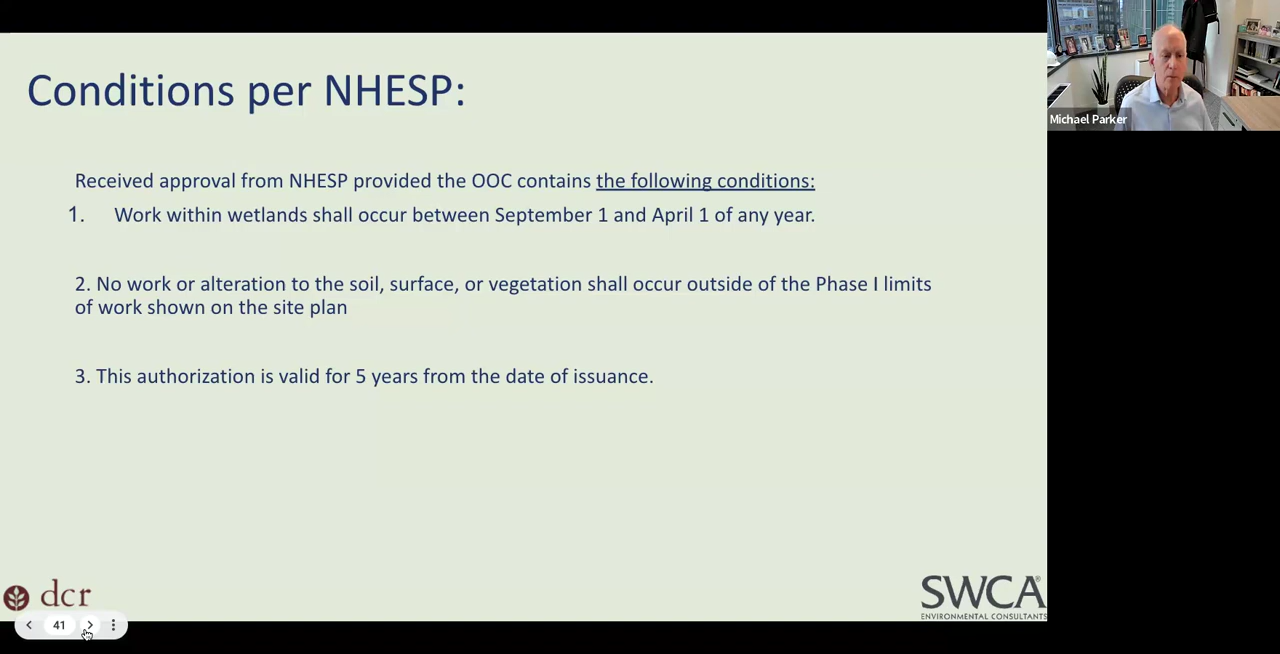 Conditions per NHESP:
Received approval from NHESP provided the OOC contains the following conditions:
1. Work within wetlands shall occur between September 1 and April 1 of any year.
2. No work or alteration to the soil, surface, or vegetation shall occur outside of the Phase I limits
of work shown on the site plan
3. This authorization is valid for 5 years from the date of issuance.
dcr
41
SWCA®
ENVIRONMENTAL CONSULTANTS
Michael Parker